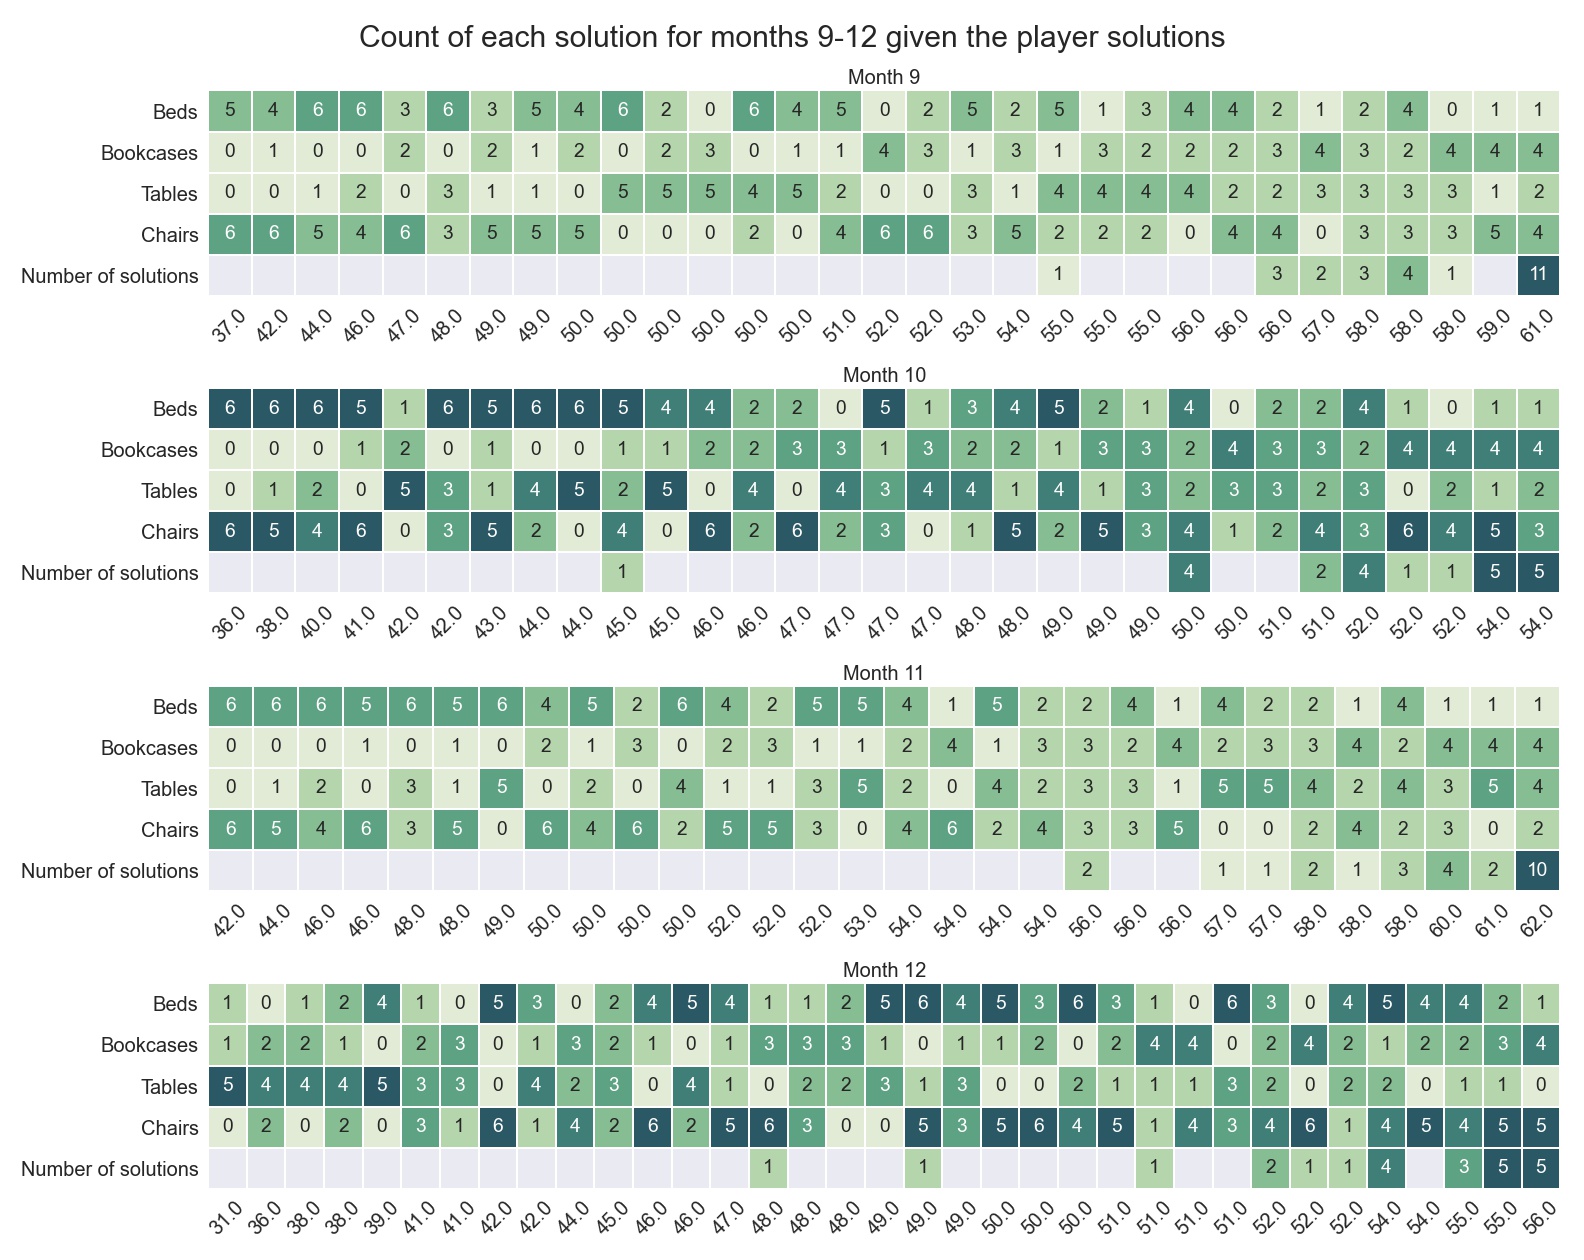 Count of each solution for months 9-12 given the player solutions
Month 9
Beds 5 4 6 6 3 6 3 5 4 6 2 0 6 4 5 0 2 5 2 5 1 3 4 4 2 1 2 4 0 1 1
Bookcases 0 1 0 0 2 0 2 1 2 0 2 3 0 1 1 4 3 1 3 1 3 2 2 2 3 4 3 2 4 4 4
Tables 0 0 1 2 0 3 1 1 0 5 5 5 4 5 2 0 0 3 1 4 4 4 4 2 2 3 3 3 3 1 2
Chairs 6 6 5 4 6 3 5 5 5 0 0 0 2 0 4 6 6 3 5 2 2 2 0 4 4 0 3 3 3 5 4
Number of solutions 1 3 2 3 4 1 11
37.0 42.0 44.0 46.0 47.0 48.0 49.0 49.0 50.0 50.0 50.0 50.0 50.0 50.0 51.0 52.0 52.0 53.0 54.0 55.0 55.0 55.0 56.0 56.0 56.0 57.0 58.0 58.0 58.0 59.0 61.0
Month 10
Beds 6 6 6 5 1 6 5 6 6 5 4 4 2 2 0 5 1 3 4 5 2 1 4 0 2 2 4 1 0 1 1
Bookcases 0 0 0 1 2 0 1 0 0 1 1 2 2 3 3 1 3 2 2 1 3 3 2 4 3 3 2 4 4 4 4
Tables 0 1 2 0 5 3 1 4 5 2 5 0 4 0 4 3 4 4 1 4 1 3 2 3 3 2 3 0 2 1 2
Chairs 6 5 4 6 0 3 5 2 0 4 0 6 2 6 2 3 0 1 5 2 5 3 4 1 2 4 3 6 4 5 3
Number of solutions 1 4 2 4 1 1 5 5
36.0 38.0 40.0 41.0 42.0 42.0 43.0 44.0 44.0 45.0 45.0 46.0 46.0 47.0 47.0 47.0 47.0 48.0 48.0 49.0 49.0 49.0 50.0 50.0 51.0 51.0 52.0 52.0 52.0 54.0 54.0
Month 11
Beds 6 6 6 5 6 5 6 4 5 2 6 4 2 5 5 4 1 5 2 2 4 1 4 2 2 1 4 1 1 1
Bookcases 0 0 0 1 0 1 0 2 1 3 0 2 3 1 1 2 4 1 3 3 2 4 2 3 3 4 2 4 4 4
Tables 0 1 2 0 3 1 5 0 2 0 4 1 1 3 5 2 0 4 2 3 3 1 5 5 4 2 4 3 5 4
Chairs 6 5 4 6 3 5 0 6 4 6 2 5 5 3 0 4 6 2 4 3 3 5 0 0 2 4 2 3 0 2
Number of solutions 2 1 1 2 1 3 4 2 10
42.0 44.0 46.0 46.0 48.0 48.0 49.0 50.0 50.0 50.0 50.0 52.0 52.0 52.0 53.0 54.0 54.0 54.0 54.0 56.0 56.0 56.0 57.0 57.0 58.0 58.0 58.0 60.0 61.0 62.0
Month 12
Beds 1 0 1 2 4 1 0 5 3 0 2 4 5 4 1 1 2 5 6 4 5 3 6 3 1 0 6 3 0 4 5 4 4 2 1
Bookcases 1 2 2 1 0 2 3 0 1 3 2 1 0 1 3 3 3 1 0 1 1 2 0 2 4 4 0 2 4 2 1 2 2 3 4
Tables 5 4 4 4 5 3 3 0 4 2 3 0 4 1 0 2 2 3 1 3 0 0 2 1 1 1 3 2 0 2 2 0 1 1 0
Chairs 0 2 0 2 0 3 1 6 1 4 2 6 2 5 6 3 0 0 5 3 5 6 4 5 1 4 3 4 6 1 4 5 4 5 5
Number of solutions 1 1 1 2 1 1 4 3 5 5
31.0 36.0 38.0 38.0 39.0 41.0 41.0 42.0 42.0 44.0 45.0 46.0 46.0 47.0 48.0 48.0 48.0 49.0 49.0 49.0 50.0 50.0 50.0 51.0 51.0 51.0 51.0 52.0 52.0 52.0 54.0 54.0 55.0 55.0 56.0